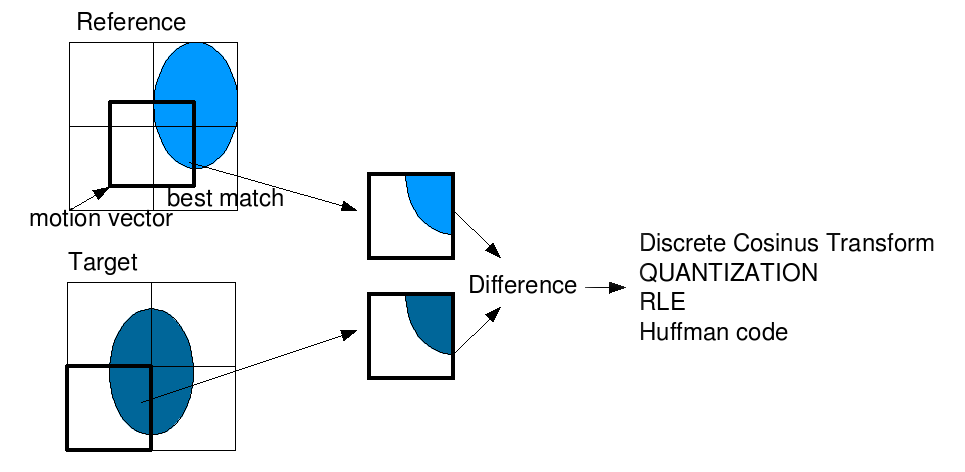 Reference
best match
motion vector
Target
Difference
Discrete Cosinus Transform
QUANTIZATION
RLE
Huffman code